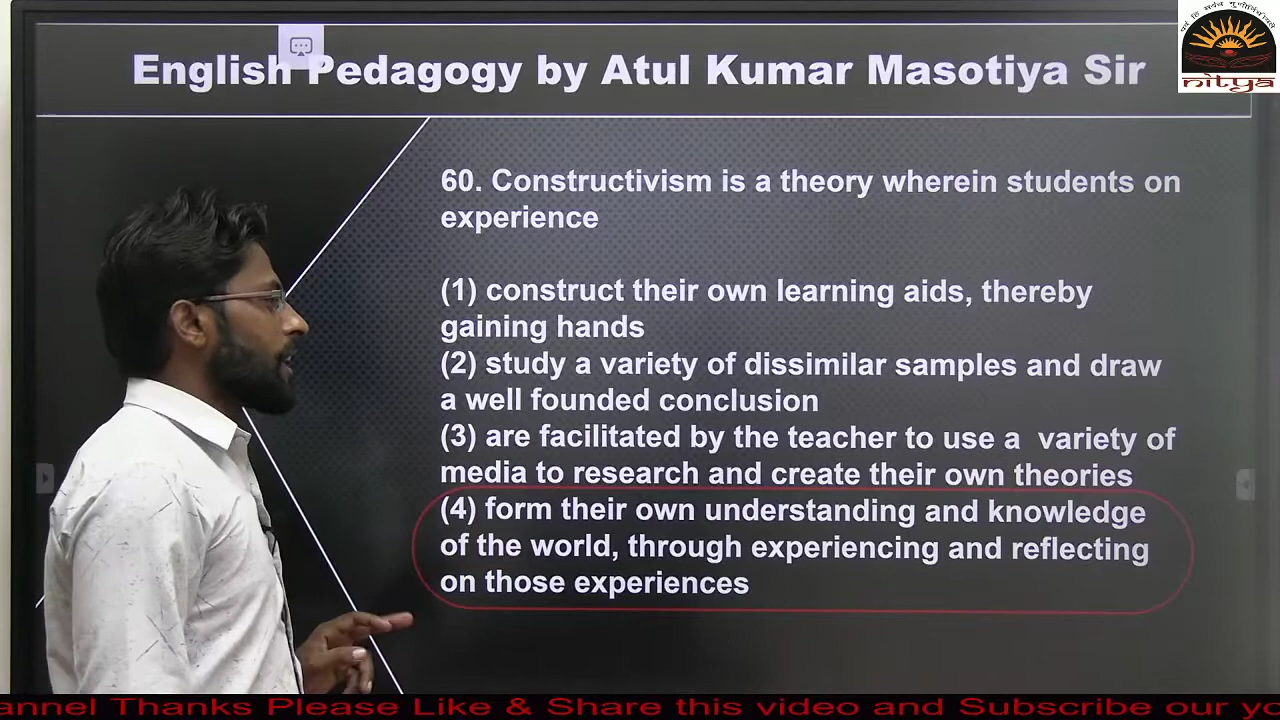 English Pedagogy by Atul Kumar Masotiya Sir
nitya
60. Constructivism is a theory wherein students on
experience
(1) construct their own learning aids, thereby
gaining hands
(2) study a variety of dissimilar samples and draw
a well founded conclusion
(3) are facilitated by the teacher to use a variety of
media to research and create their own theories
(4) form their own understanding and knowledge
of the world, through experiencing and reflecting
on those experiences
annel Thanks Please Like & Share this video and Subscribe our yo